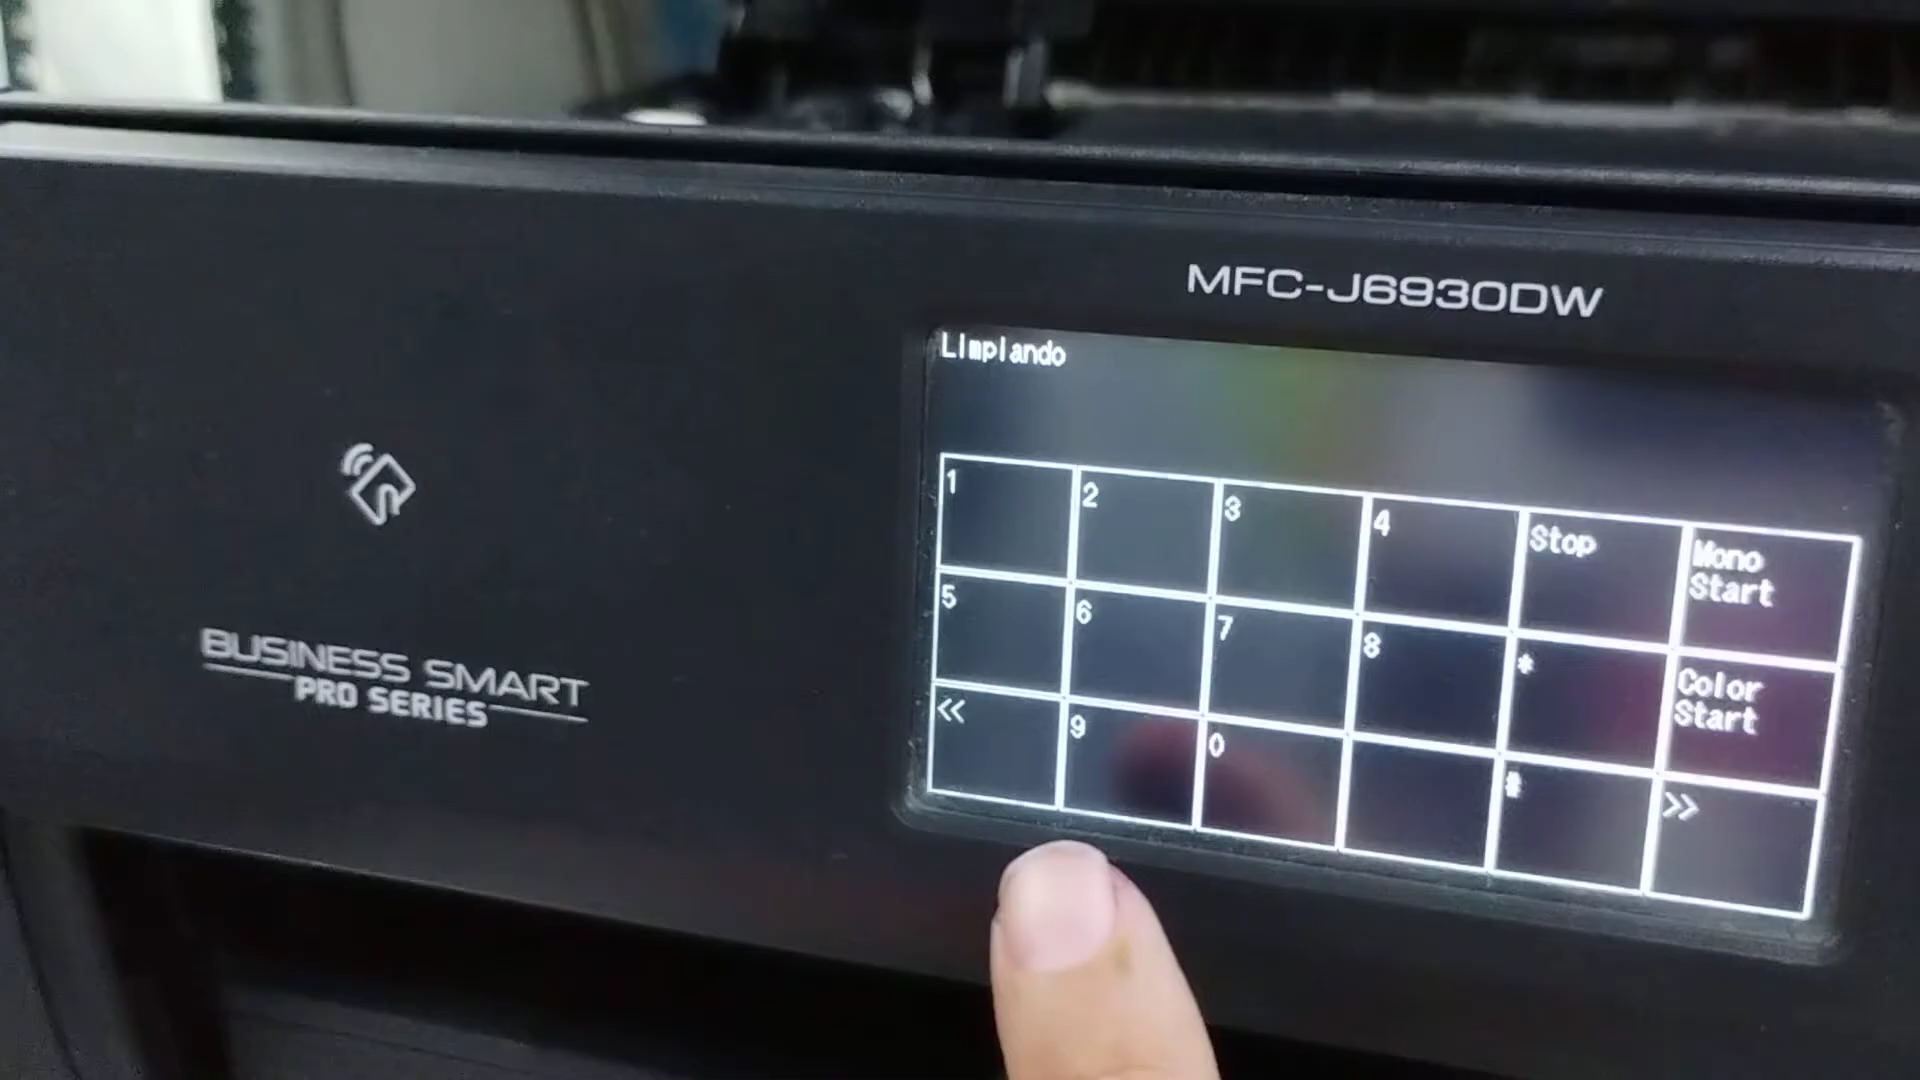 MFC-J6930DW
Limpiando
1 2 3 4 Stop Mono Start
5 6 7 8 * Color Start
<< 9 0 # >>
BUSINESS SMART
PRO SERIES